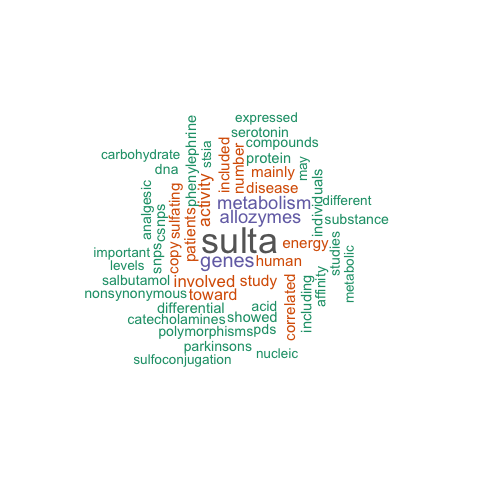 expressed
serotonin
compounds
phenylephrine
stsia
included
number
carbohydrate
protein
may
dna
mainly
disease
individuals
analgesic
csnps
sulfating
patients
activity
metabolism
different
allozymes
substance
sulta
energy
studies
important
snps
copy
genes
human
levels
metabolic
salbutamol
involved
study
affinity
nonsynonymous
toward
correlated
including
differential
acid
catecholamines
showed
polymorphisms
pds
parkinsons
nucleic
sulfoconjugation